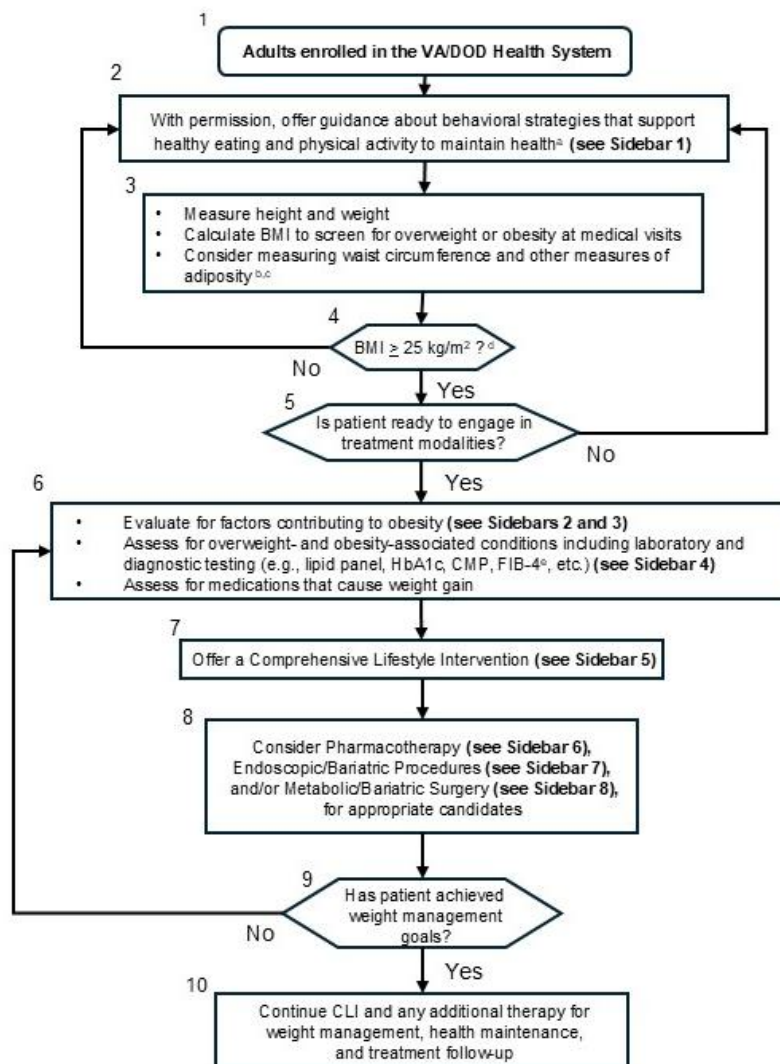 1
Adults enrolled in the VA/DOD Health System
2
With permission, offer guidance about behavioral strategies that support
healthy eating and physical activity to maintain healthᵃ (see Sidebar 1)
3
• Measure height and weight
• Calculate BMI to screen for overweight or obesity at medical visits
• Consider measuring waist circumference and other measures of
adiposity ᵇ,ᶜ
4
BMI ≥ 25 kg/m² ? ᵈ
No
Yes
5
Is patient ready to engage in
treatment modalities?
No
Yes
6
• Evaluate for factors contributing to obesity (see Sidebars 2 and 3)
• Assess for overweight- and obesity-associated conditions including laboratory and
diagnostic testing (e.g., lipid panel, HbA1c, CMP, FIB-4ᵉ, etc.) (see Sidebar 4)
• Assess for medications that cause weight gain
7
Offer a Comprehensive Lifestyle Intervention (see Sidebar 5)
8
Consider Pharmacotherapy (see Sidebar 6),
Endoscopic/Bariatric Procedures (see Sidebar 7),
and/or Metabolic/Bariatric Surgery (see Sidebar 8),
for appropriate candidates
9
Has patient achieved
weight management
goals?
No
Yes
10
Continue CLI and any additional therapy for
weight management, health maintenance,
and treatment follow-up